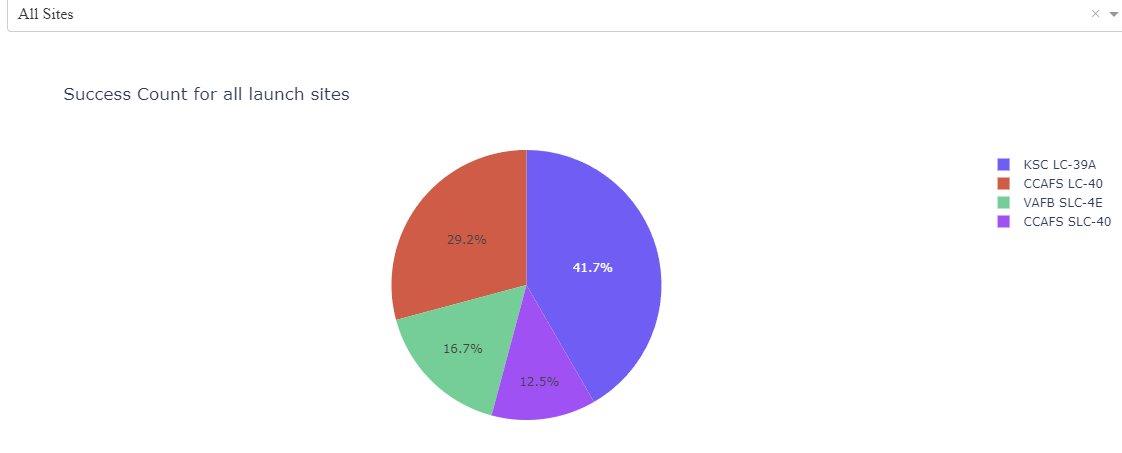 All Sites × 
Success Count for all launch sites
KSC LC-39A
CCAFS LC-40
VAFB SLC-4E
CCAFS SLC-40
29.2%
41.7%
16.7%
12.5%